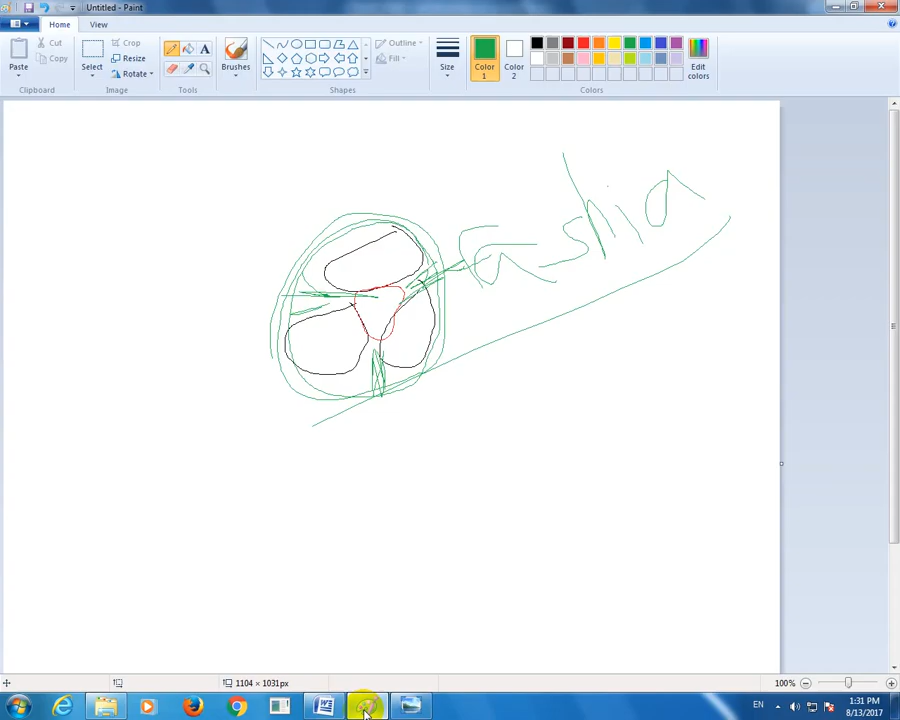 Untitled - Paint
Home View
Cut
Copy
Paste
Clipboard
Crop
Resize
Rotate
Select
Image
Tools
Brushes
Outline
Fill
Shapes
Size
Color 1
Color 2
Edit colors
Colors
Fashia
1104 × 1031px
100%
EN
1:31 PM
8/13/2017